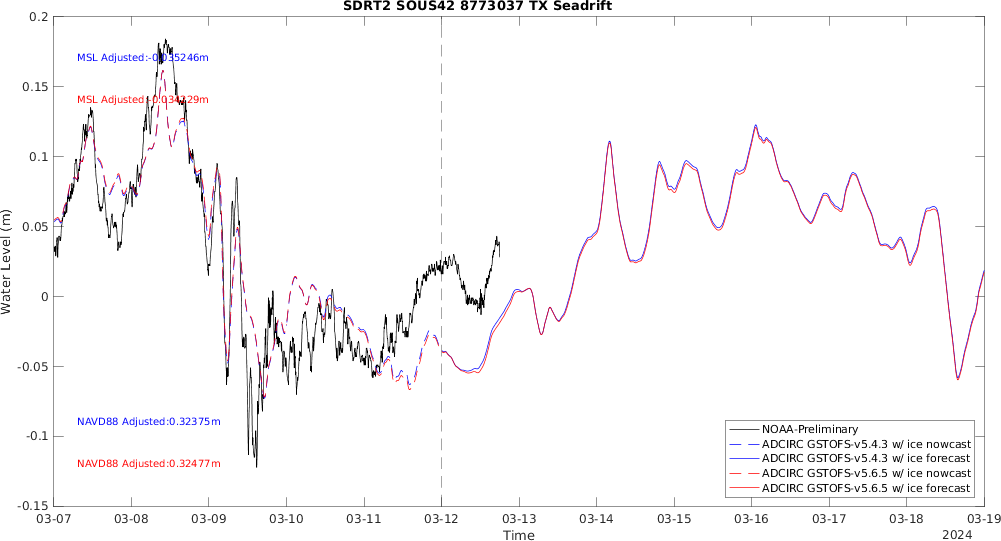 SDRT2 SOUS42 8773037 TX Seadrift
0.2
0.15
0.1
0.05
0
-0.05
-0.1
-0.15
Water Level (m)
MSL Adjusted:-0.035246m
MSL Adjusted:-0.034229m
NAVD88 Adjusted:0.32375m
NAVD88 Adjusted:0.32477m
NOAA-Preliminary
ADCIRC GSTOFS-v5.4.3 w/ ice nowcast
ADCIRC GSTOFS-v5.4.3 w/ ice forecast
ADCIRC GSTOFS-v5.6.5 w/ ice nowcast
ADCIRC GSTOFS-v5.6.5 w/ ice forecast
03-07 03-08 03-09 03-10 03-11 03-12 03-13 03-14 03-15 03-16 03-17 03-18 03-19
Time
2024